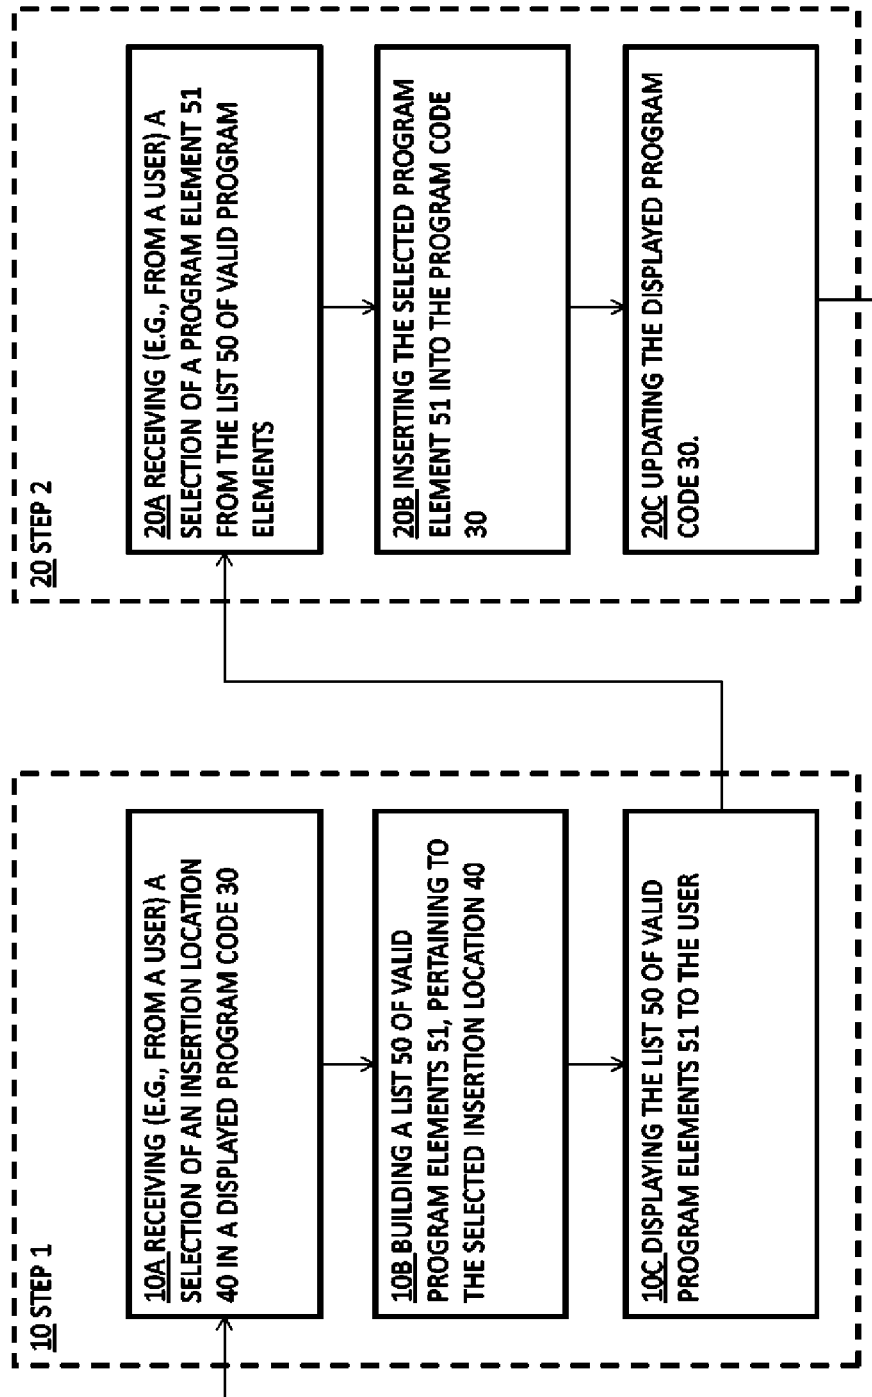 10 STEP 1
10A RECEIVING (E.G., FROM A USER) A
SELECTION OF AN INSERTION LOCATION
40 IN A DISPLAYED PROGRAM CODE 30
10B BUILDING A LIST 50 OF VALID
PROGRAM ELEMENTS 51, PERTAINING TO
THE SELECTED INSERTION LOCATION 40
10C DISPLAYING THE LIST 50 OF VALID
PROGRAM ELEMENTS 51 TO THE USER
20 STEP 2
20A RECEIVING (E.G., FROM A USER) A
SELECTION OF A PROGRAM ELEMENT 51
FROM THE LIST 50 OF VALID PROGRAM
ELEMENTS
20B INSERTING THE SELECTED PROGRAM
ELEMENT 51 INTO THE PROGRAM CODE
30
20C UPDATING THE DISPLAYED PROGRAM
CODE 30.